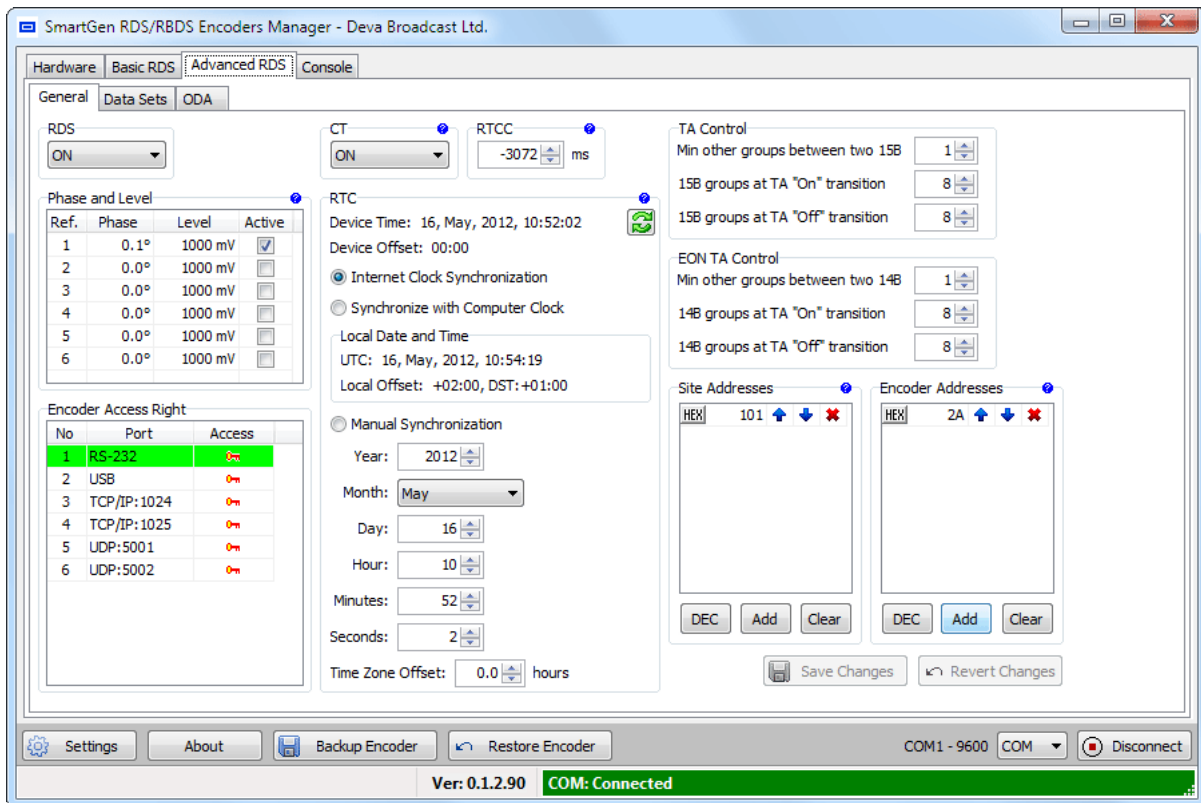 SmartGen RDS/RBDS Encoders Manager - Deva Broadcast Ltd.
Hardware Basic RDS Advanced RDS Console
General Data Sets ODA
RDS
ON
Phase and Level
Ref. Phase Level Active
1 0.1° 1000 mV
2 0.0° 1000 mV
3 0.0° 1000 mV
4 0.0° 1000 mV
5 0.0° 1000 mV
6 0.0° 1000 mV
Encoder Access Right
No Port Access
1 RS-232
2 USB
3 TCP/IP:1024
4 TCP/IP:1025
5 UDP:5001
6 UDP:5002
CT
ON
RTCC
-3072 ms
RTC
Device Time: 16, May, 2012, 10:52:02
Device Offset: 00:00
Internet Clock Synchronization
Synchronize with Computer Clock
Local Date and Time
UTC: 16, May, 2012, 10:54:19
Local Offset: +02:00, DST:+01:00
Manual Synchronization
Year: 2012
Month: May
Day: 16
Hour: 10
Minutes: 52
Seconds: 2
Time Zone Offset: 0.0 hours
TA Control
Min other groups between two 15B 1
15B groups at TA "On" transition 8
15B groups at TA "Off" transition 8
EON TA Control
Min other groups between two 14B 1
14B groups at TA "On" transition 8
14B groups at TA "Off" transition 8
Site Addresses
HEX 101
DEC Add Clear
Encoder Addresses
HEX 2A
DEC Add Clear
Save Changes Revert Changes
Settings About Backup Encoder Restore Encoder COM1 - 9600 COM Disconnect
Ver: 0.1.2.90 COM: Connected